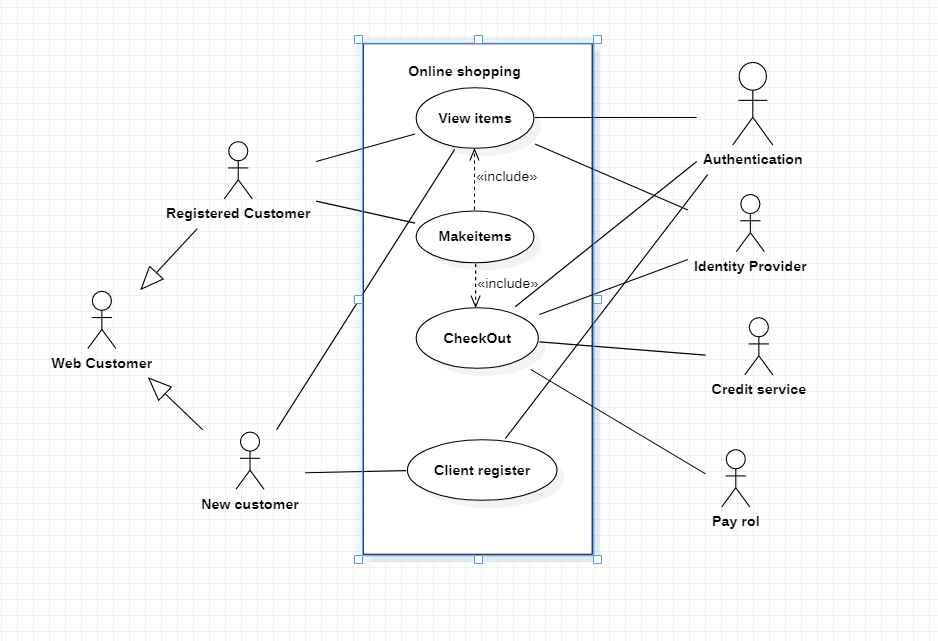 Online shopping
View items
Authentication
«include»
Registered Customer
Makeitems
Identity Provider
«include»
CheckOut
Web Customer
Credit service
Client register
New customer
Pay rol